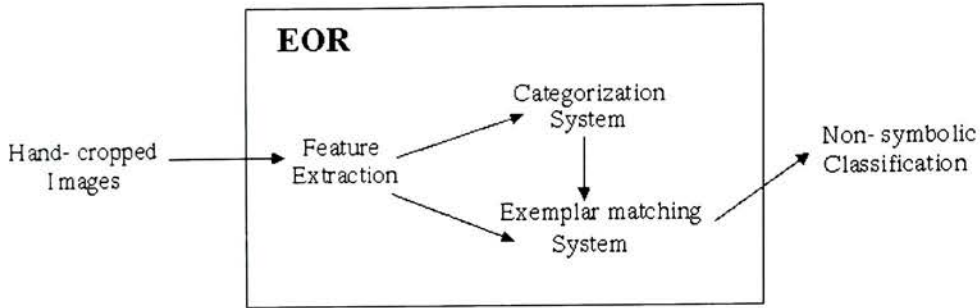 EOR
Categorization
System
Hand- cropped
Images
Feature
Extraction
Non- symbolic
Classification
Exemplar matching
System